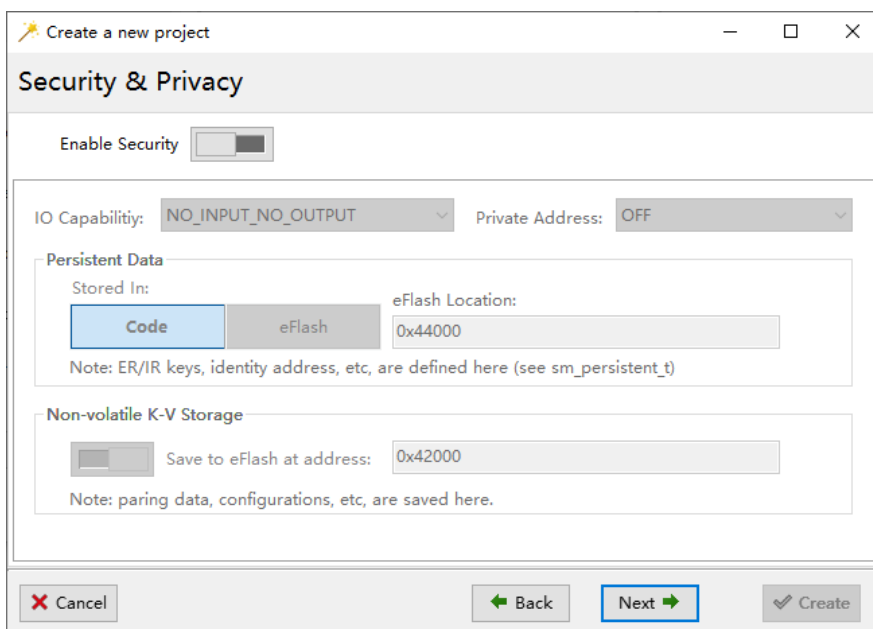 Create a new project
Security & Privacy
Enable Security
IO Capabilitiy: NO_INPUT_NO_OUTPUT Private Address: OFF
Persistent Data
Stored In:
eFlash Location:
Code eFlash 0x44000
Note: ER/IR keys, identity address, etc, are defined here (see sm_persistent_t)
Non-volatile K-V Storage
Save to eFlash at address: 0x42000
Note: paring data, configurations, etc, are saved here.
Cancel Back Next Create